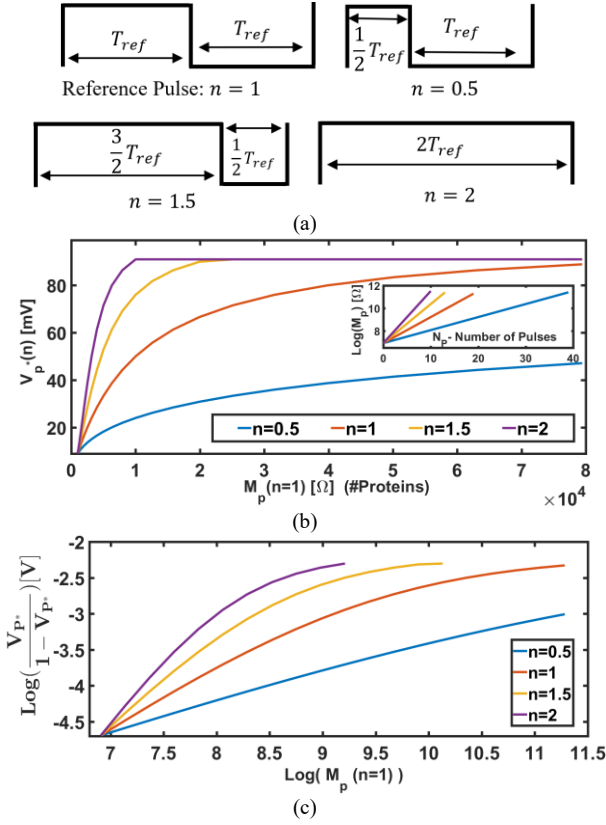 T_ref T_ref 1/2 T_ref T_ref
Reference Pulse: n = 1 n = 0.5
3/2 T_ref 1/2 T_ref 2T_ref
n = 1.5 n = 2
(a)
V_p*(n) [mV]
80
60
40
20
Log(M_p) [Ω]
12
10
8
0 10 20 30 40
N_P- Number of Pulses
n=0.5 n=1 n=1.5 n=2
0 1 2 3 4 5 6 7 8
M_p(n=1) [Ω] (#Proteins)
×10^4
(b)
Log(V_P*/1 − V_P*)[V]
-2
-2.5
-3
-3.5
-4
-4.5
n=0.5
n=1
n=1.5
n=2
7 7.5 8 8.5 9 9.5 10 10.5 11 11.5
Log( M_p (n=1) )
(c)